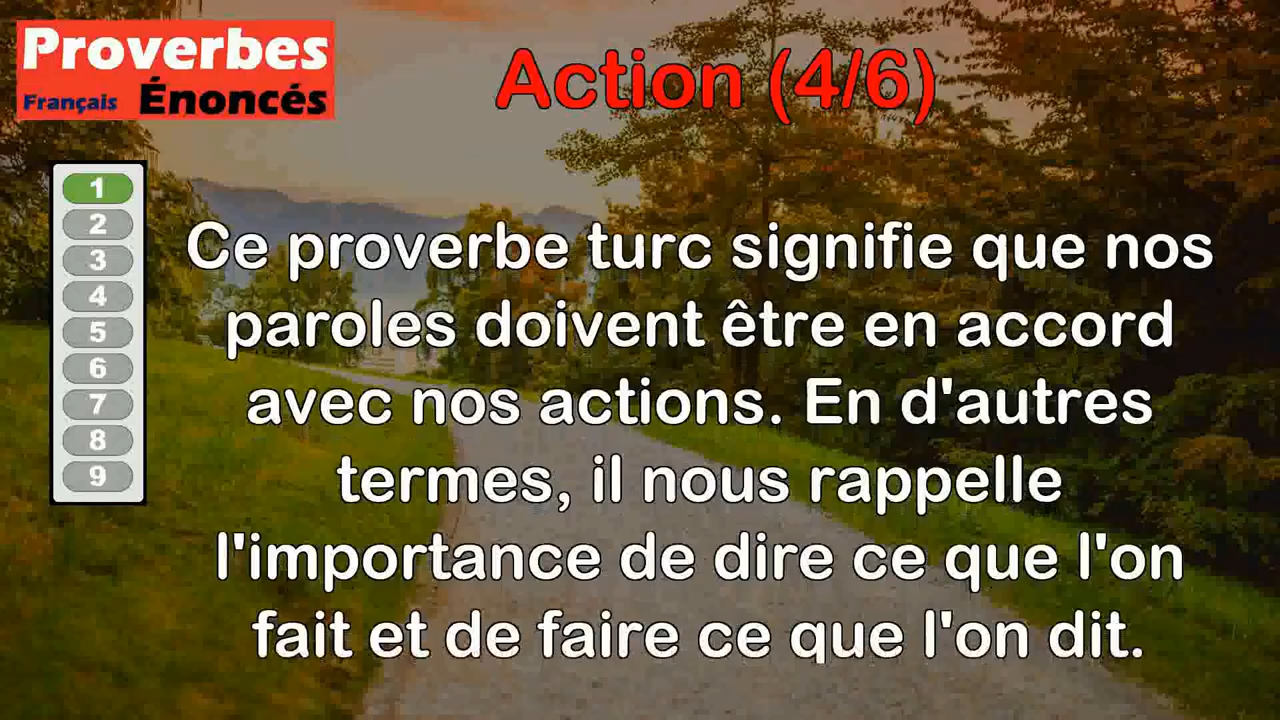 Proverbes
Français Énoncés
Action (4/6)
1
2
3
4
5
6
7
8
9
Ce proverbe turc signifie que nos
paroles doivent être en accord
avec nos actions. En d'autres
termes, il nous rappelle
l'importance de dire ce que l'on
fait et de faire ce que l'on dit.